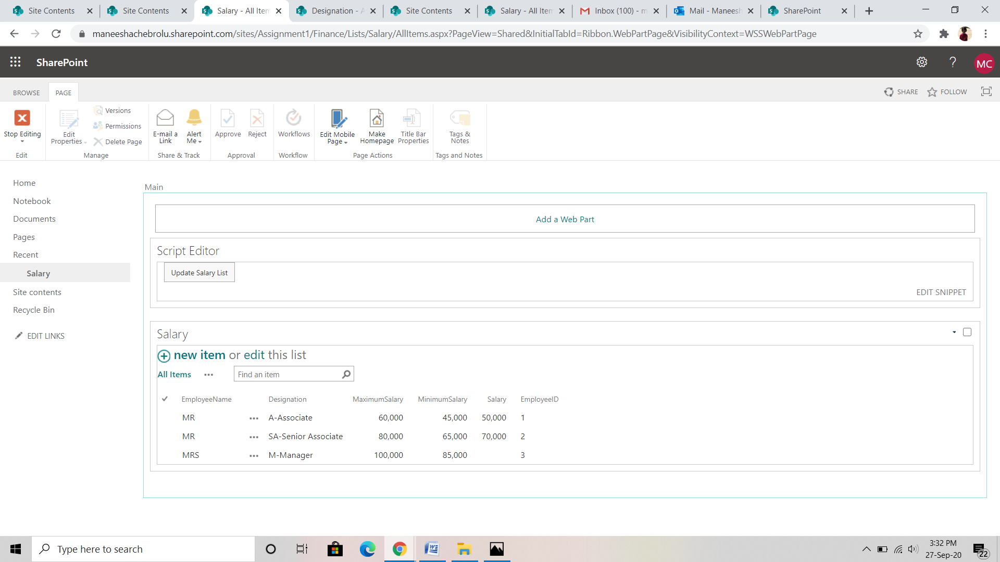 Site Contents
Site Contents
Salary - All Iten
Designation - A
Site Contents
Salary - All Item
Inbox (100) - m
Mail - Maneesh
SharePoint
maneeshachebrolu.sharepoint.com/sites/Assignment1/Finance/Lists/Salary/AllItems.aspx?PageView=Shared&InitialTabId=Ribbon.WebPartPage&VisibilityContext=WSSWebPartPage
SharePoint
?
MC
BROWSE
PAGE
SHARE
FOLLOW
Stop Editing
Edit
Edit
Properties
Versions
Permissions
Delete Page
Manage
E-mail a
Link
Alert
Me
Share & Track
Approve
Reject
Approval
Workflows
Workflow
Edit Mobile
Page
Make
Homepage
Title Bar
Properties
Page Actions
Tags &
Notes
Tags and Notes
Home
Notebook
Documents
Pages
Recent
Salary
Site contents
Recycle Bin
EDIT LINKS
Main
Add a Web Part
Script Editor
Update Salary List
EDIT SNIPPET
Salary
new item or edit this list
All Items ••• Find an item
EmployeeName Designation MaximumSalary MinimumSalary Salary EmployeeID
MR ••• A-Associate 60,000 45,000 50,000 1
MR ••• SA-Senior Associate 80,000 65,000 70,000 2
MRS ••• M-Manager 100,000 85,000 3
Type here to search
3:32 PM
27-Sep-20
22